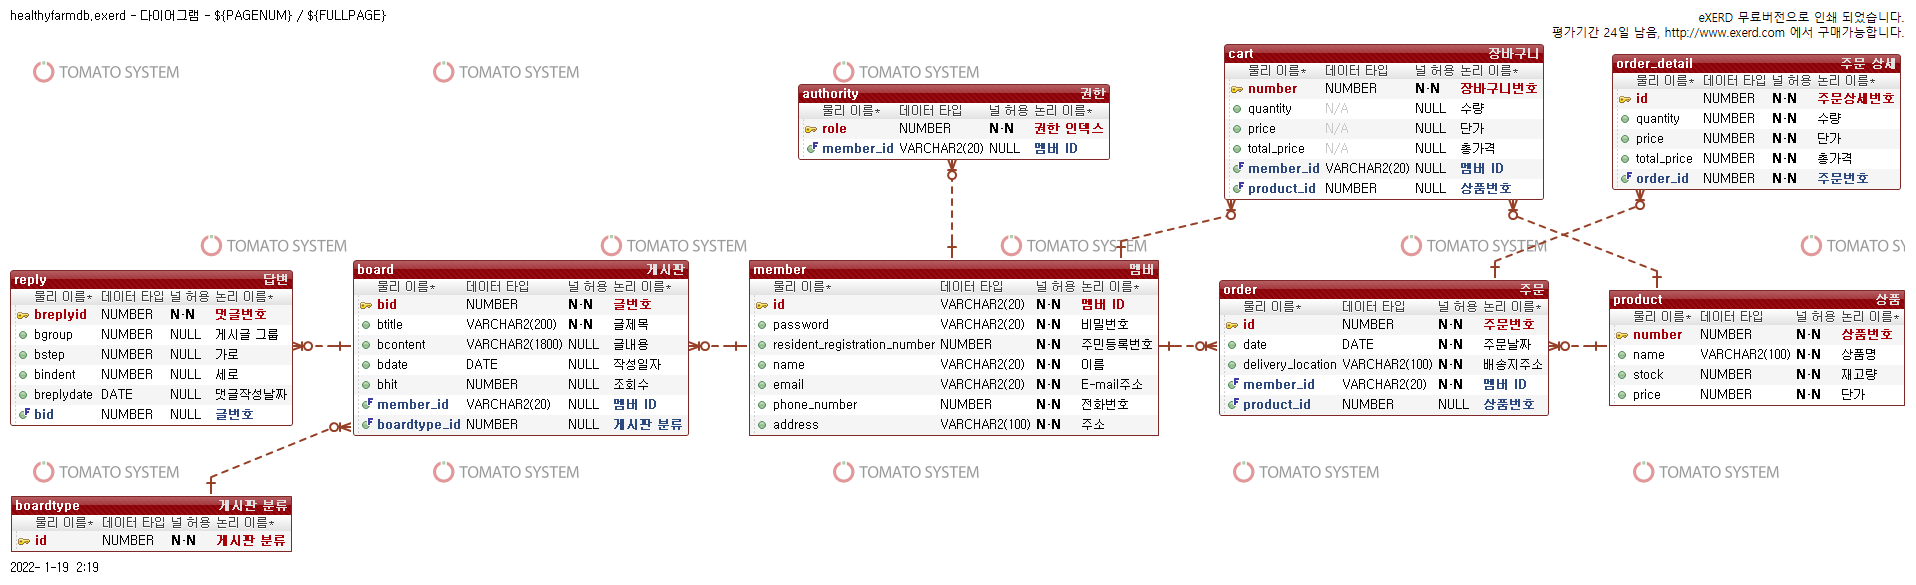 healthyfarmdb.exerd - 다이어그램 - ${PAGENUM} / ${FULLPAGE}
eXERD 무료버전으로 인쇄 되었습니다.
평가기간 24일 남음, http://www.exerd.com 에서 구매가능합니다.
TOMATO SYSTEM
TOMATO SYSTEM
TOMATO SYSTEM
authority 권한
물리 이름* 데이터 타입 널 허용 논리 이름*
role NUMBER N-N 권한 인덱스
member_id VARCHAR2(20) NULL 멤버 ID
cart 장바구니
물리 이름* 데이터 타입 널 허용 논리 이름*
number NUMBER N-N 장바구니번호
quantity N/A NULL 수량
price N/A NULL 단가
total_price N/A NULL 총가격
member_id VARCHAR2(20) NULL 멤버 ID
product_id NUMBER NULL 상품번호
order_detail 주문 상세
물리 이름* 데이터 타입 널 허용 논리 이름*
id NUMBER N-N 주문상세번호
quantity NUMBER N-N 수량
price NUMBER N-N 단가
total_price NUMBER N-N 총가격
order_id NUMBER N-N 주문번호
TOMATO SYSTEM
TOMATO SYSTEM
TOMATO SYSTEM
TOMATO SYSTEM
TOMATO S
reply 답변
물리 이름* 데이터 타입 널 허용 논리 이름*
breplyid NUMBER N-N 댓글번호
bgroup NUMBER NULL 게시글 그룹
bstep NUMBER NULL 가로
bindent NUMBER NULL 세로
breplydate DATE NULL 댓글작성날짜
bid NUMBER NULL 글번호
board 게시판
물리 이름* 데이터 타입 널 허용 논리 이름*
bid NUMBER N-N 글번호
btitle VARCHAR2(200) N-N 글제목
bcontent VARCHAR2(1800) NULL 글내용
bdate DATE NULL 작성일자
bhit NUMBER NULL 조회수
member_id VARCHAR2(20) NULL 멤버 ID
boardtype_id NUMBER NULL 게시판 분류
member 멤버
물리 이름* 데이터 타입 널 허용 논리 이름*
id VARCHAR2(20) N-N 멤버 ID
password VARCHAR2(20) N-N 비밀번호
resident_registration_number NUMBER N-N 주민등록번호
name VARCHAR2(20) N-N 이름
email VARCHAR2(20) N-N E-mail주소
phone_number NUMBER N-N 전화번호
address VARCHAR2(100) N-N 주소
order 주문
물리 이름* 데이터 타입 널 허용 논리 이름*
id NUMBER N-N 주문번호
date DATE N-N 주문날짜
delivery_location VARCHAR2(100) N-N 배송지주소
member_id VARCHAR2(20) N-N 멤버 ID
product_id NUMBER NULL 상품번호
product 상품
물리 이름* 데이터 타입 널 허용 논리 이름*
number NUMBER N-N 상품번호
name VARCHAR2(100) N-N 상품명
stock NUMBER N-N 재고량
price NUMBER N-N 단가
TOMATO SYSTEM
TOMATO SYSTEM
TOMATO SYSTEM
TOMATO SYSTEM
TOMATO SYSTEM
boardtype 게시판 분류
물리 이름* 데이터 타입 널 허용 논리 이름*
id NUMBER N-N 게시판 분류
2022- 1-19 2:19